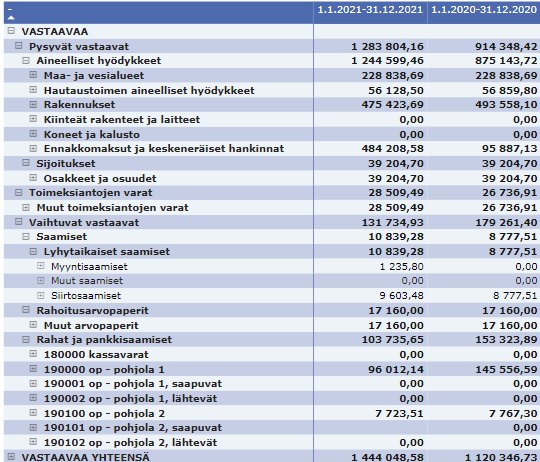 - 1.1.2021-31.12.2021 1.1.2020-31.12.2020
VASTAAVAA
Pysyvät vastaavat 1 283 804,16 914 348,42
Aineelliset hyödykkeet 1 244 599,46 875 143,72
Maa- ja vesialueet 228 838,69 228 838,69
Hautaustoimen aineelliset hyödykkeet 56 128,50 56 859,80
Rakennukset 475 423,69 493 558,10
Kiinteät rakenteet ja laitteet 0,00 0,00
Koneet ja kalusto 0,00 0,00
Ennakkomaksut ja keskeneräiset hankinnat 484 208,58 95 887,13
Sijoitukset 39 204,70 39 204,70
Osakkeet ja osuudet 39 204,70 39 204,70
Toimeksiantojen varat 28 509,49 26 736,91
Muut toimeksiantojen varat 28 509,49 26 736,91
Vaihtuvat vastaavat 131 734,93 179 261,40
Saamiset 10 839,28 8 777,51
Lyhytaikaiset saamiset 10 839,28 8 777,51
Myyntisaamiset 1 235,80 0,00
Muut saamiset 0,00 0,00
Siirtosaamiset 9 603,48 8 777,51
Rahoitusarvopaperit 17 160,00 17 160,00
Muut arvopaperit 17 160,00 17 160,00
Rahat ja pankkisaamiset 103 735,65 153 323,89
180000 kassavarat 0,00 0,00
190000 op - pohjola 1 96 012,14 145 556,59
190001 op - pohjola 1, saapuvat 0,00 0,00
190002 op - pohjola 1, lähtevät 0,00 0,00
190100 op - pohjola 2 7 723,51 7 767,30
190101 op - pohjola 2, saapuvat 0,00
190102 op - pohjola 2, lähtevät 0,00 0,00
VASTAAVAA YHTEENSÄ 1 444 048,58 1 120 346,73